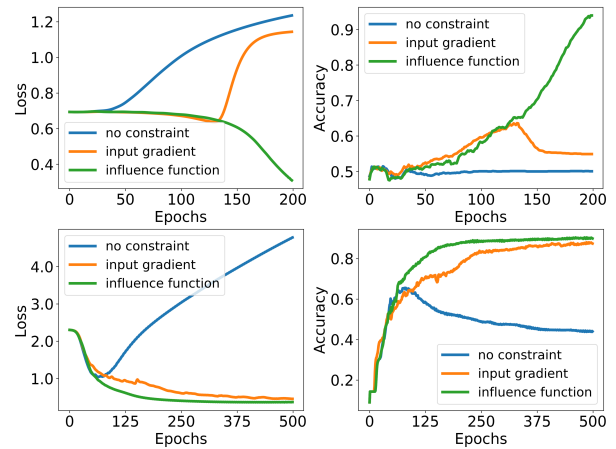 Loss
1.2
1.0
0.8
0.6
0.4
no constraint
input gradient
influence function
0 50 100 150 200
Epochs
Accuracy
0.9
0.8
0.7
0.6
0.5
no constraint
input gradient
influence function
0 50 100 150 200
Epochs
Loss
4.0
3.0
2.0
1.0
no constraint
input gradient
influence function
0 125 250 375 500
Epochs
Accuracy
0.8
0.6
0.4
0.2
no constraint
input gradient
influence function
0 125 250 375 500
Epochs